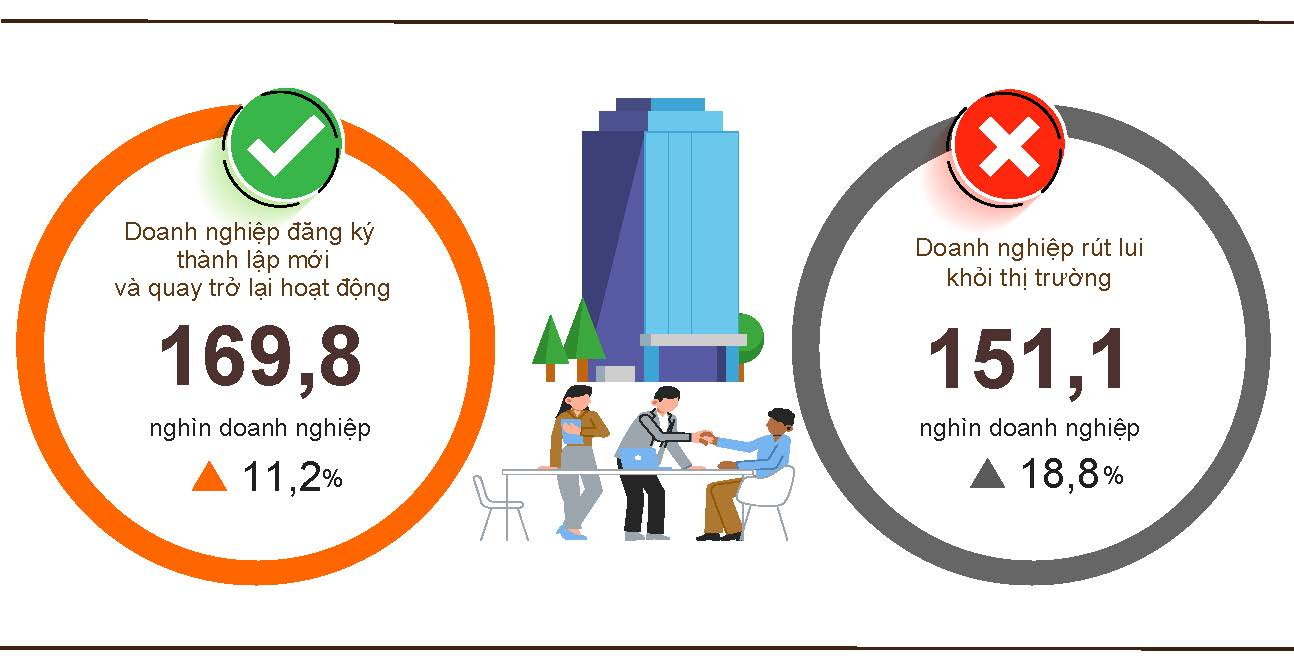 Doanh nghiệp đăng ký
thành lập mới
và quay trở lại hoạt động
169,8
nghìn doanh nghiệp
11,2%
Doanh nghiệp rút lui
khỏi thị trường
151,1
nghìn doanh nghiệp
18,8%